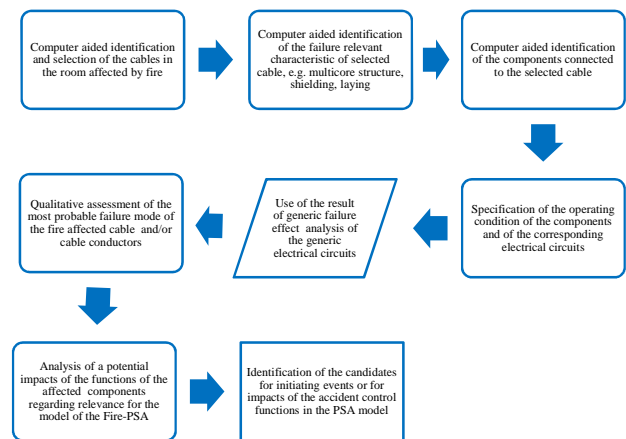 Computer aided identification
and selection of the cables in
the room affected by fire
Computer aided identification
of the failure relevant
characteristic of selected
cable, e.g. multicore structure,
shielding, laying
Computer aided identification
of the components connected
to the selected cable
Specification of the operating
condition of the components
and of the corresponding
electrical circuits
Use of the result
of generic failure
effect analysis of
the generic
electrical circuits
Qualitative assessment of the
most probable failure mode of
the fire affected cable and/or
cable conductors
Analysis of a potential
impacts of the functions of the
affected components
regarding relevance for the
model of the Fire-PSA
Identification of the candidates
for initiating events or for
impacts of the accident control
functions in the PSA model